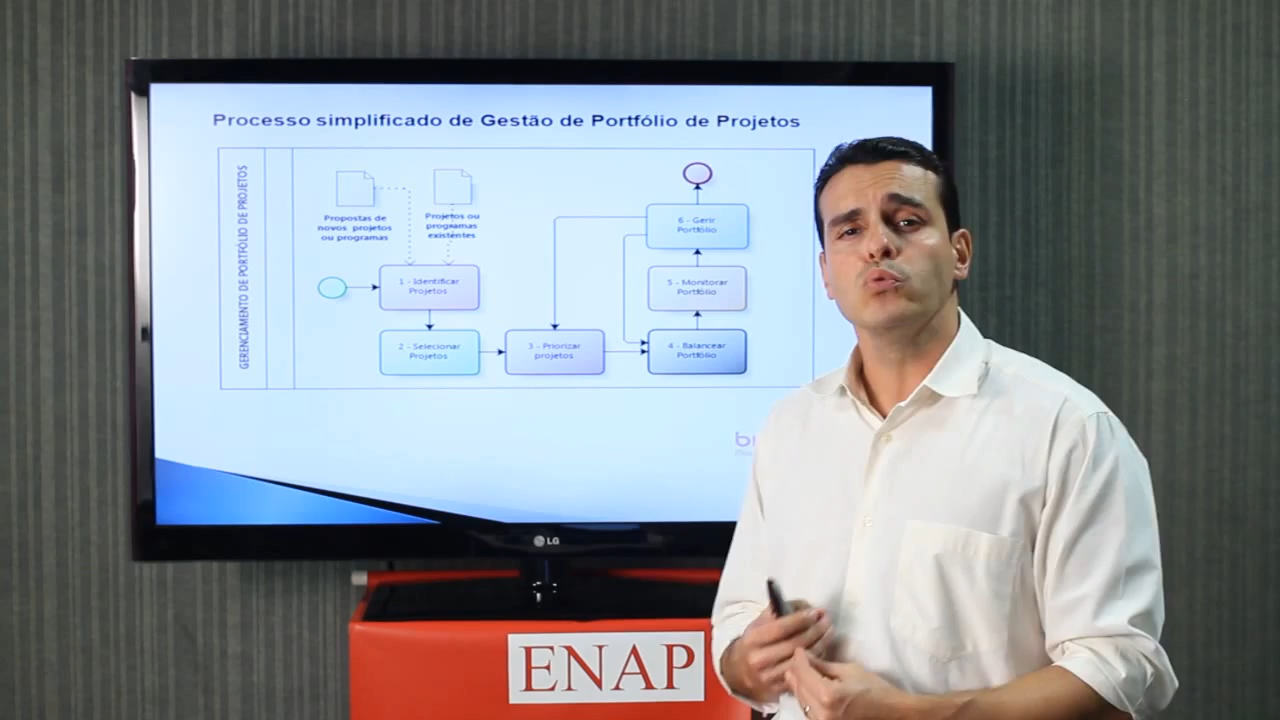 Processo simplificado de Gestão de Portfólio de Projetos
GERENCIAMENTO DE PORTFÓLIO DE PROJETOS
Propostas de
novos projetos
ou programas
Projetos ou
programas
existentes
1 - Identificar
Projetos
2 - Selecionar
Projetos
3 - Priorizar
projetos
6 - Gerir
Portfólio
5 - Monitorar
Portfólio
4 - Balancear
Portfólio
LG
ENAP